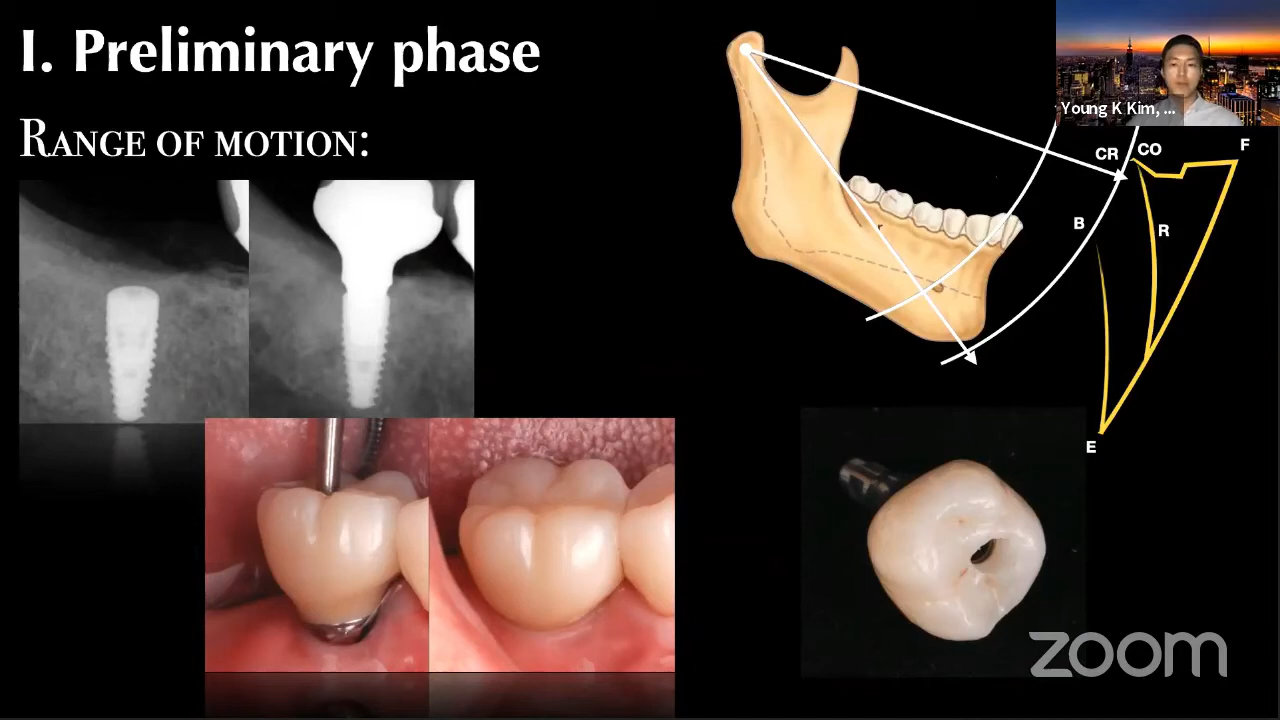 I. Preliminary phase
RANGE OF MOTION:
Young K Kim, ...
CR CO
F
B
R
E
zoom